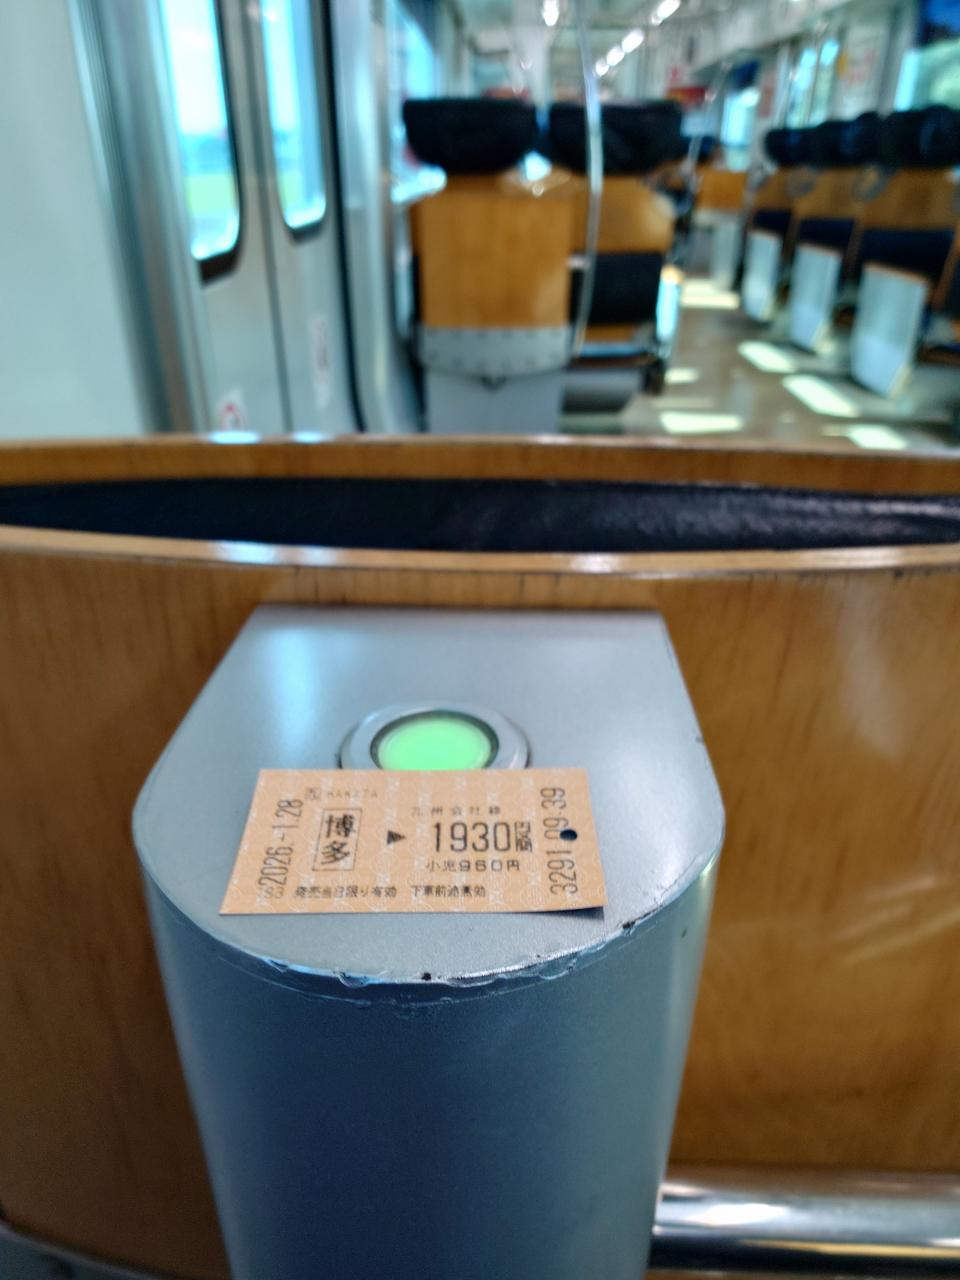 HAKATA
2026.-1.28
博多
九州会社線
▶ 1930円区間
小児960円
発売当日限り有効 下車前途無効
3291 09:39